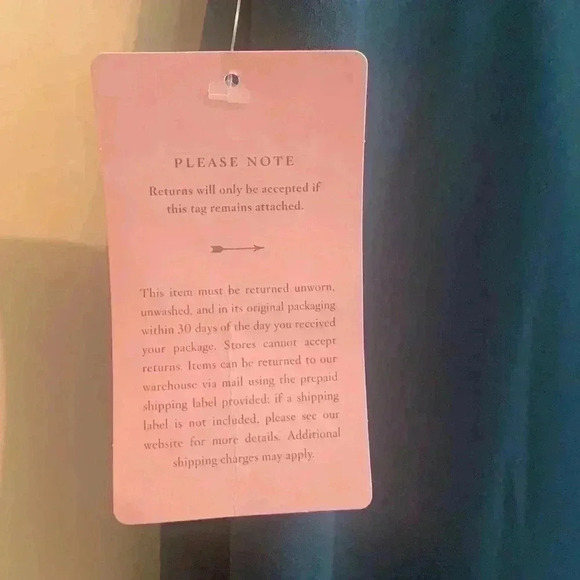 PLEASE NOTE
Returns will only be accepted if
this tag remains attached.
This item must be returned unworn,
unwashed, and in its original packaging
within 30 days of the day you received
your package. Stores cannot accept
returns. Items can be returned to our
warehouse via mail using the prepaid
shipping label provided; if a shipping
label is not included, please see our
website for more details. Additional
shipping charges may apply.